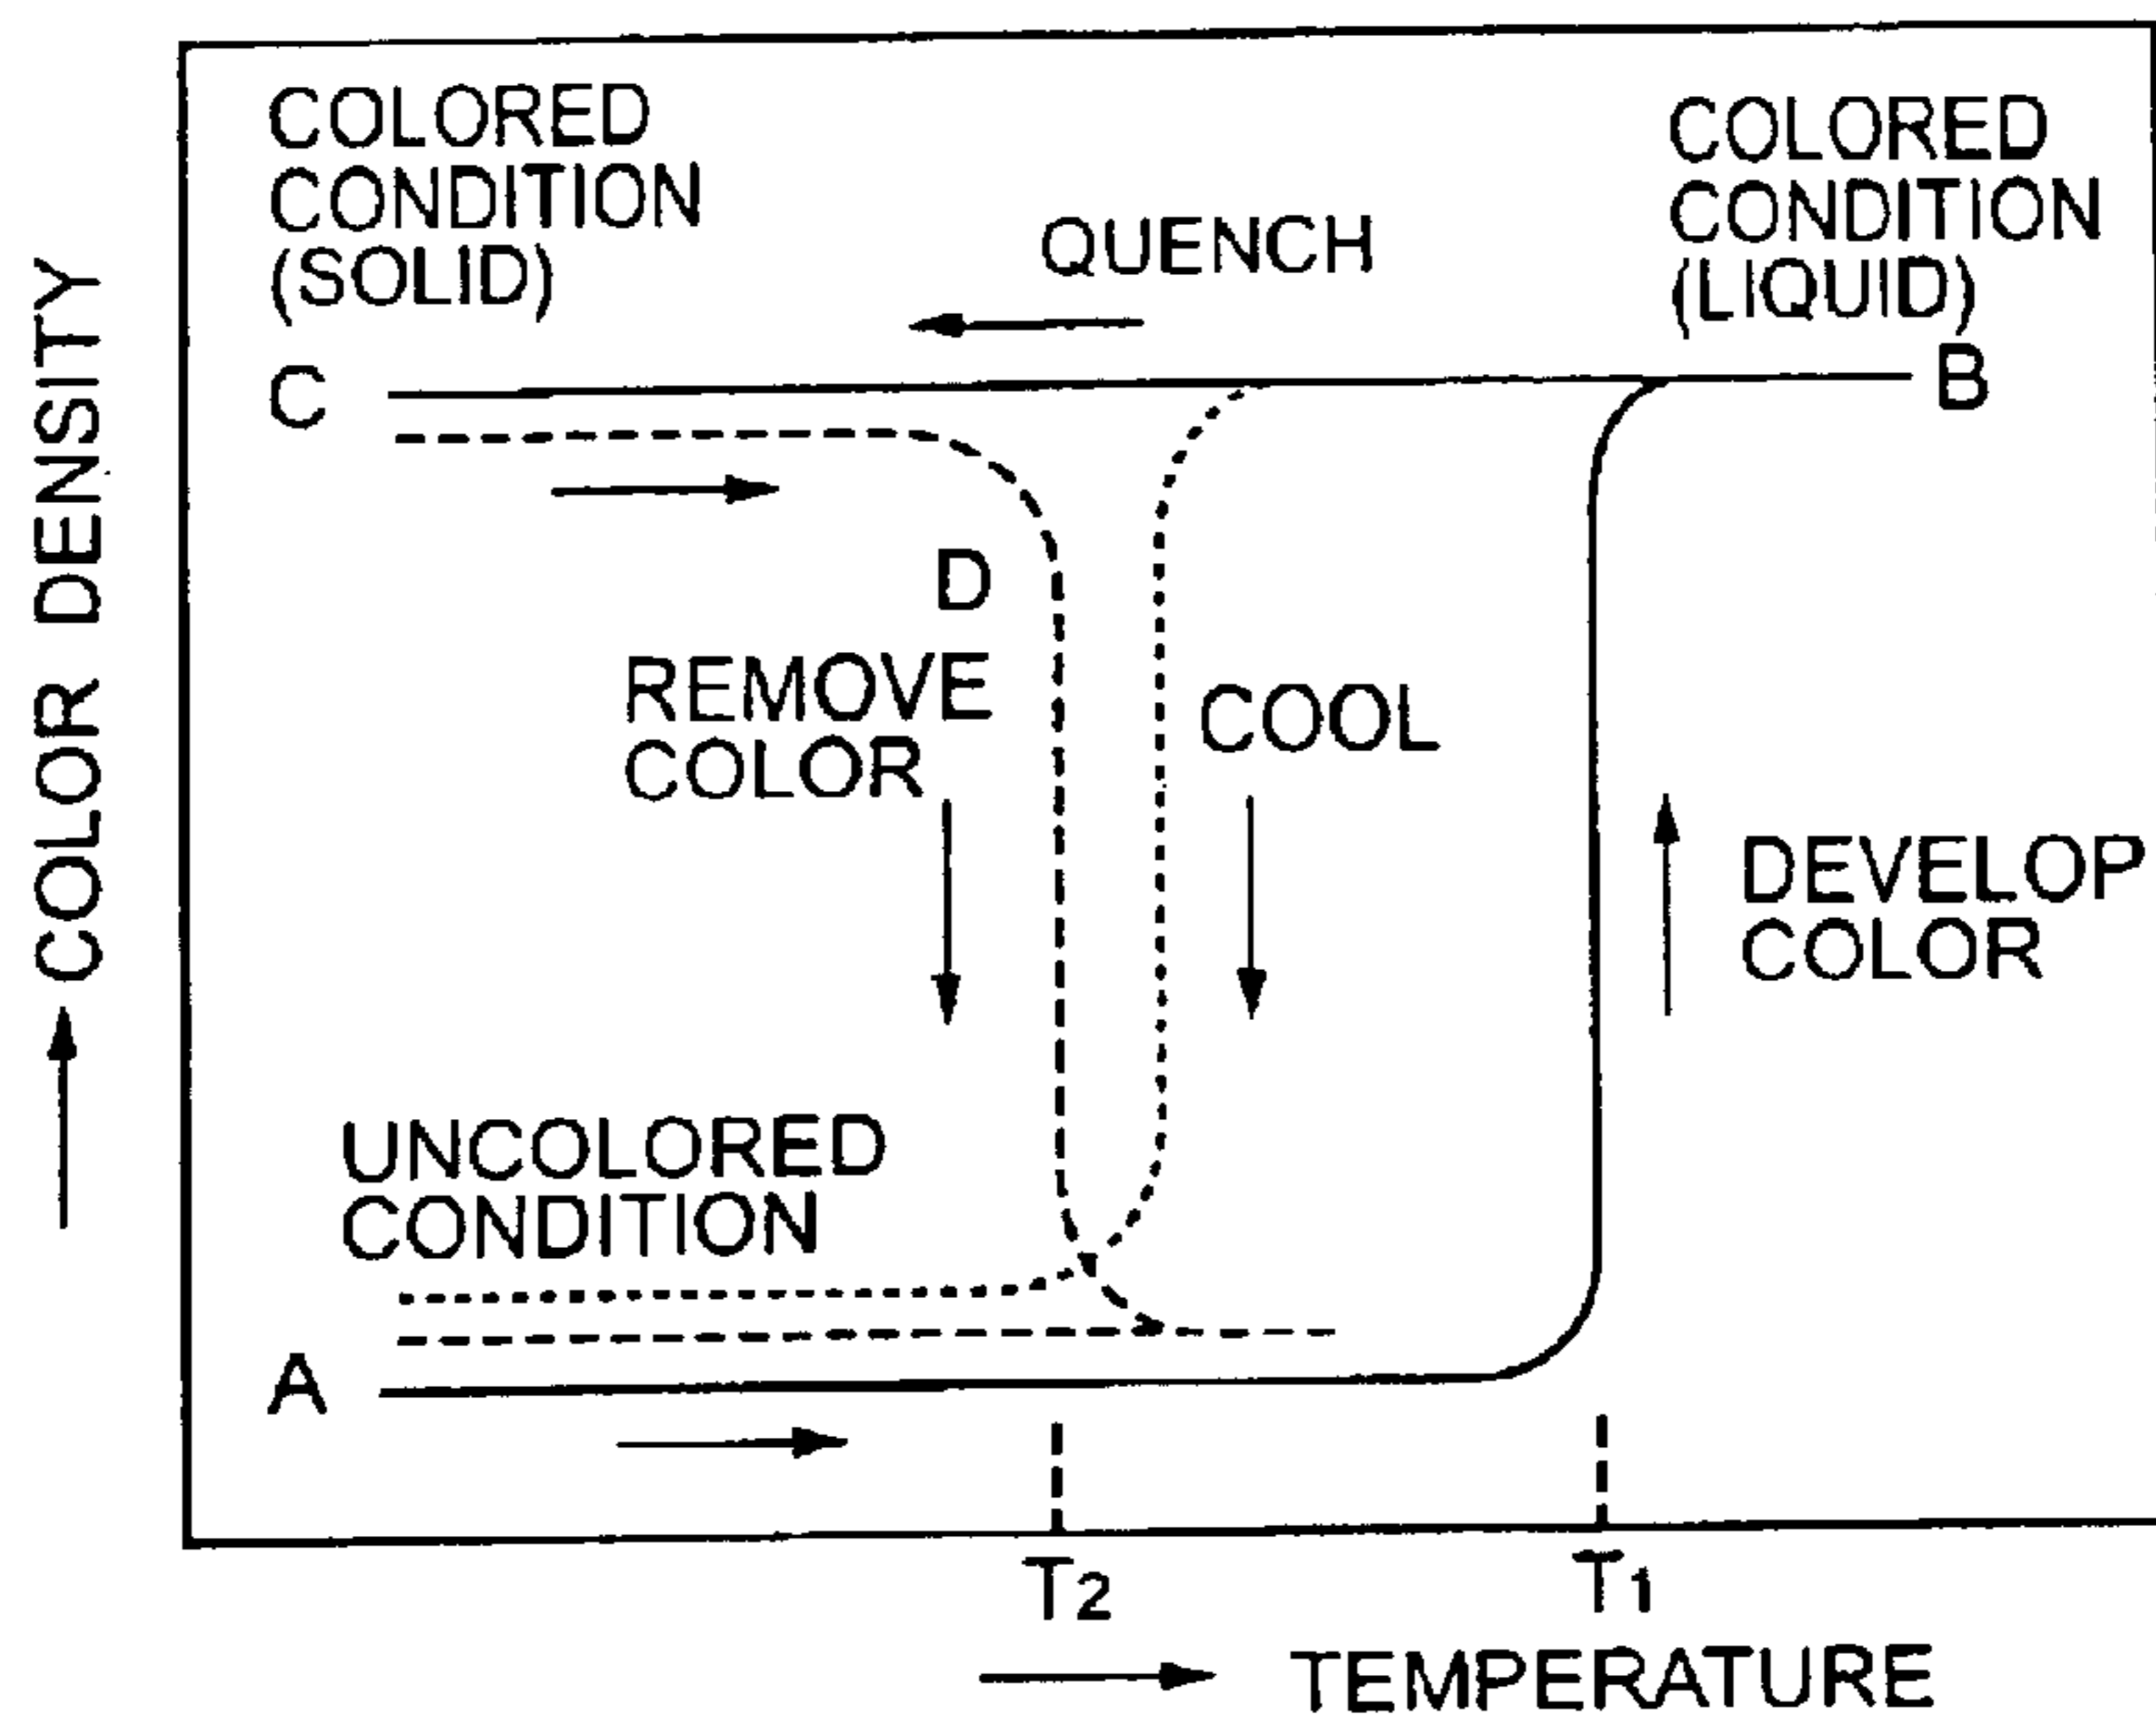 COLORED
CONDITION
(SOLID)
QUENCH
COLORED
CONDITION
(LIQUID)
C
B
D
REMOVE
COLOR
COOL
DEVELOP
COLOR
UNCOLORED
CONDITION
A
COLOR DENSITY
T2
T1
TEMPERATURE